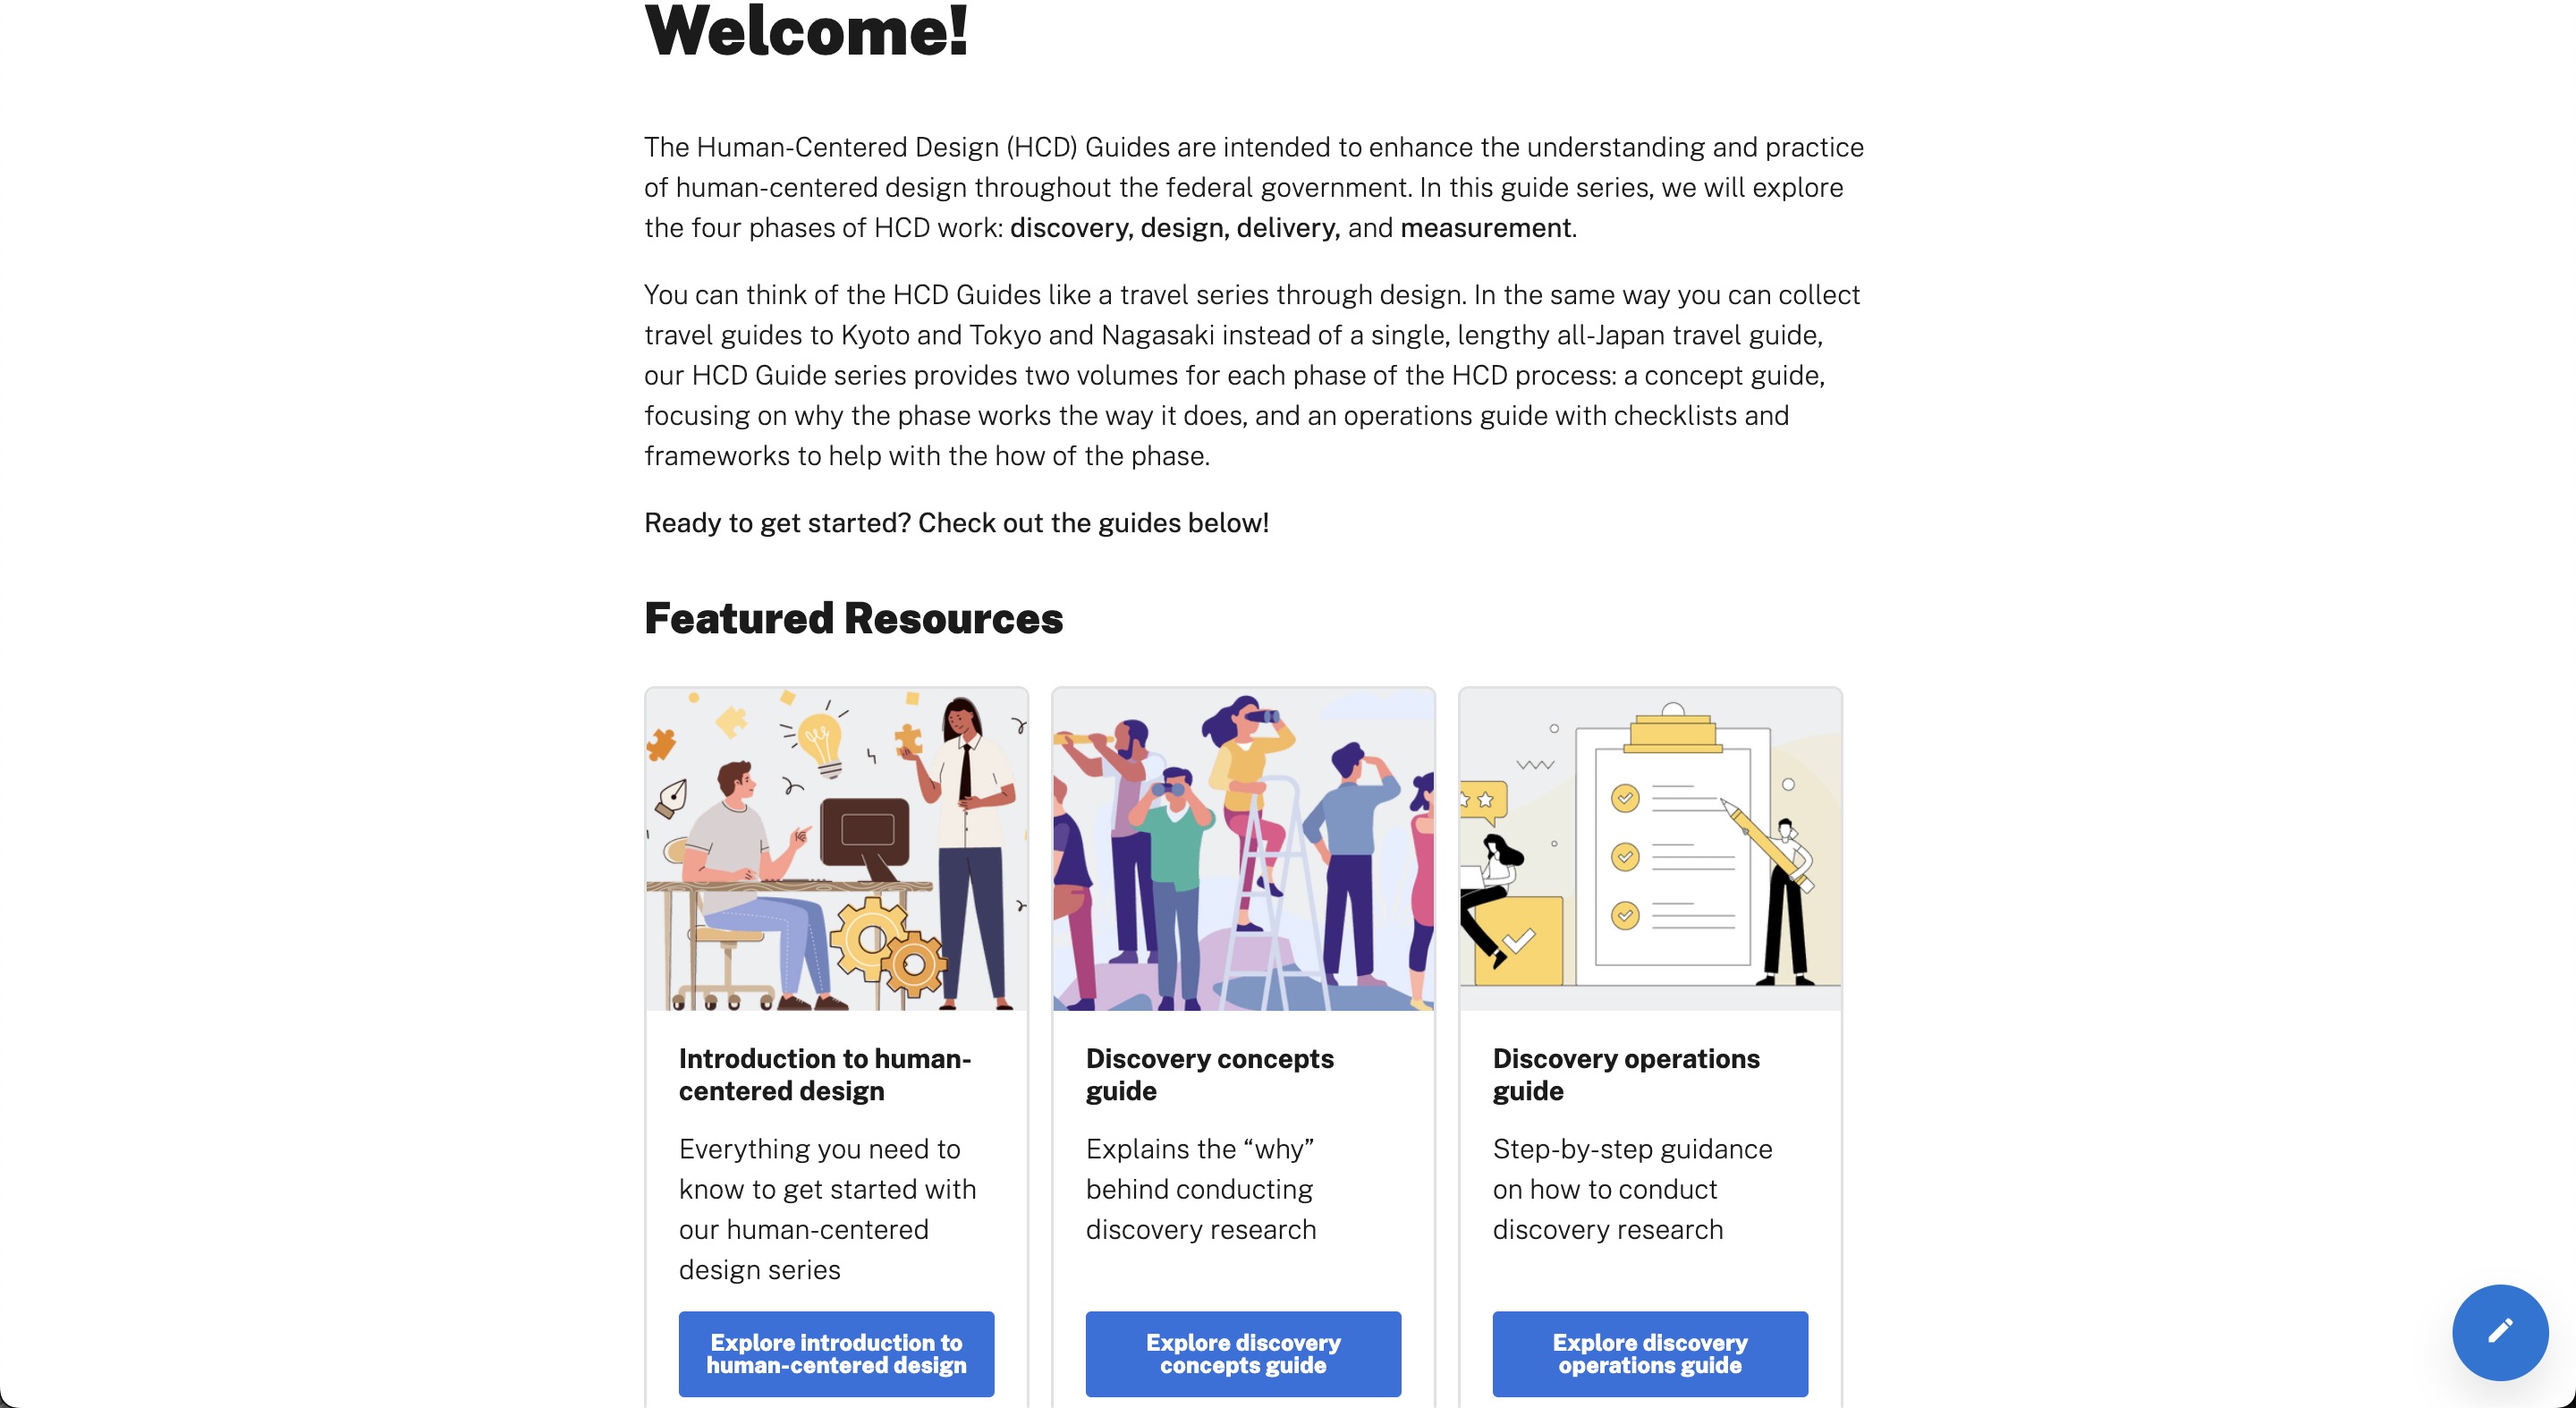 Welcome!
The Human-Centered Design (HCD) Guides are intended to enhance the understanding and practice
of human-centered design throughout the federal government. In this guide series, we will explore
the four phases of HCD work: discovery, design, delivery, and measurement.
You can think of the HCD Guides like a travel series through design. In the same way you can collect
travel guides to Kyoto and Tokyo and Nagasaki instead of a single, lengthy all-Japan travel guide,
our HCD Guide series provides two volumes for each phase of the HCD process: a concept guide,
focusing on why the phase works the way it does, and an operations guide with checklists and
frameworks to help with the how of the phase.
Ready to get started? Check out the guides below!
Featured Resources
Introduction to human-
centered design
Everything you need to
know to get started with
our human-centered
design series
Explore introduction to
human-centered design
Discovery concepts
guide
Explains the “why”
behind conducting
discovery research
Explore discovery
concepts guide
Discovery operations
guide
Step-by-step guidance
on how to conduct
discovery research
Explore discovery
operations guide